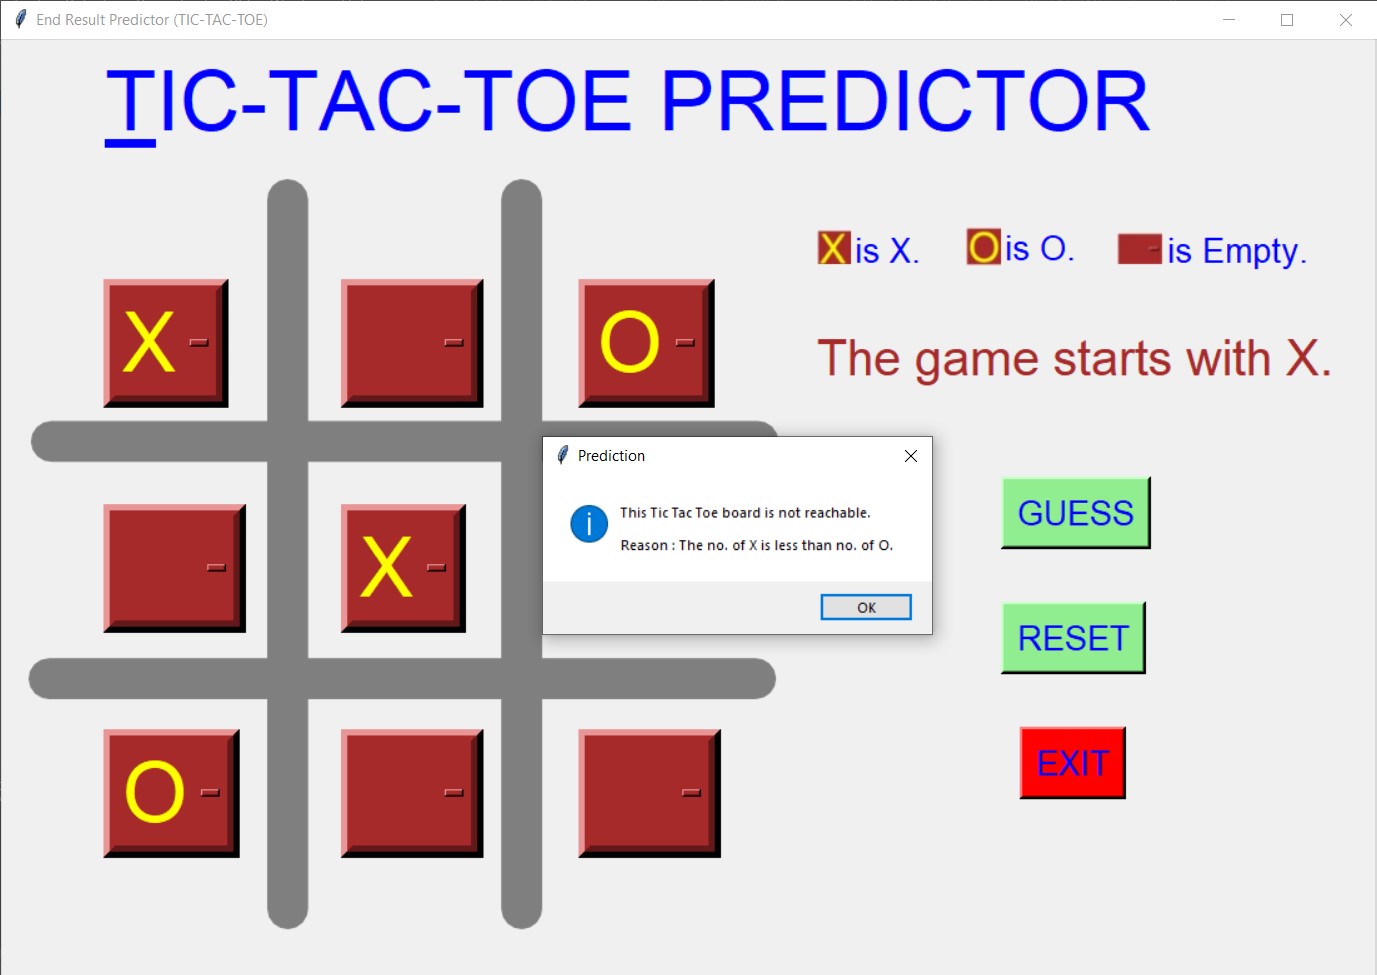 End Result Predictor (TIC-TAC-TOE)
TIC-TAC-TOE PREDICTOR
X is X. O is O. is Empty.
X O
The game starts with X.
Prediction
This Tic Tac Toe board is not reachable.
Reason : The no. of X is less than no. of O.
OK
GUESS
X
RESET
O
EXIT